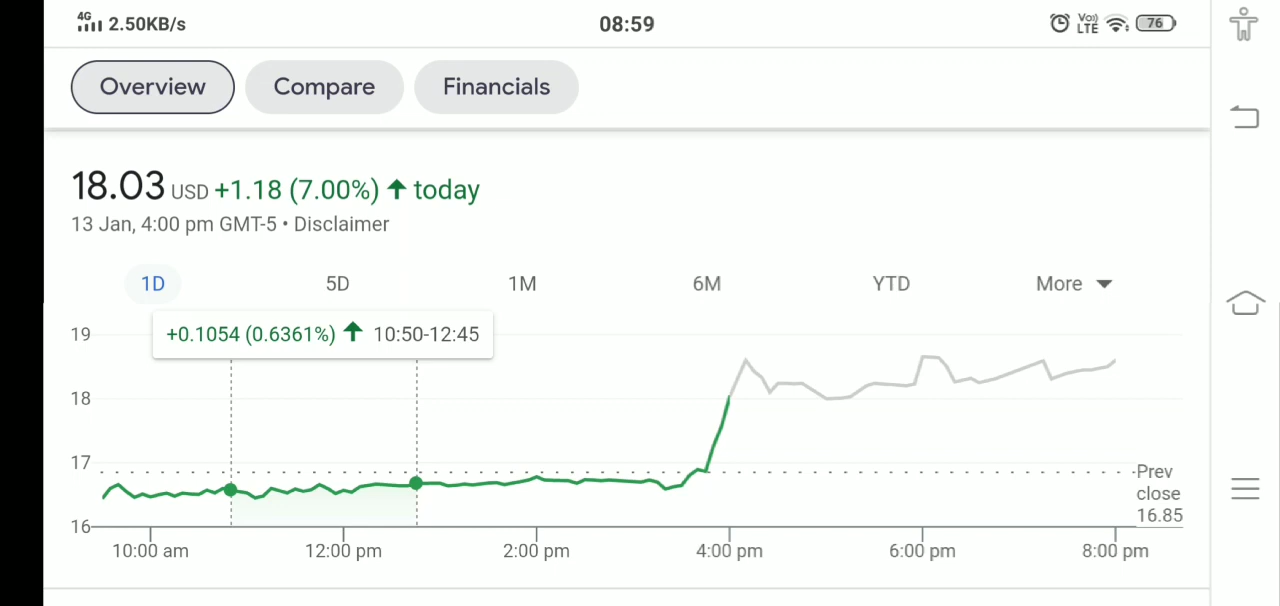 4G 2.50KB/s 08:59 Vo)) LTE 76
Overview Compare Financials
18.03 USD +1.18 (7.00%) ↑ today
13 Jan, 4:00 pm GMT-5 • Disclaimer
1D 5D 1M 6M YTD More
+0.1054 (0.6361%) ↑ 10:50-12:45
19
18
17
16
Prev
close
16.85
10:00 am 12:00 pm 2:00 pm 4:00 pm 6:00 pm 8:00 pm